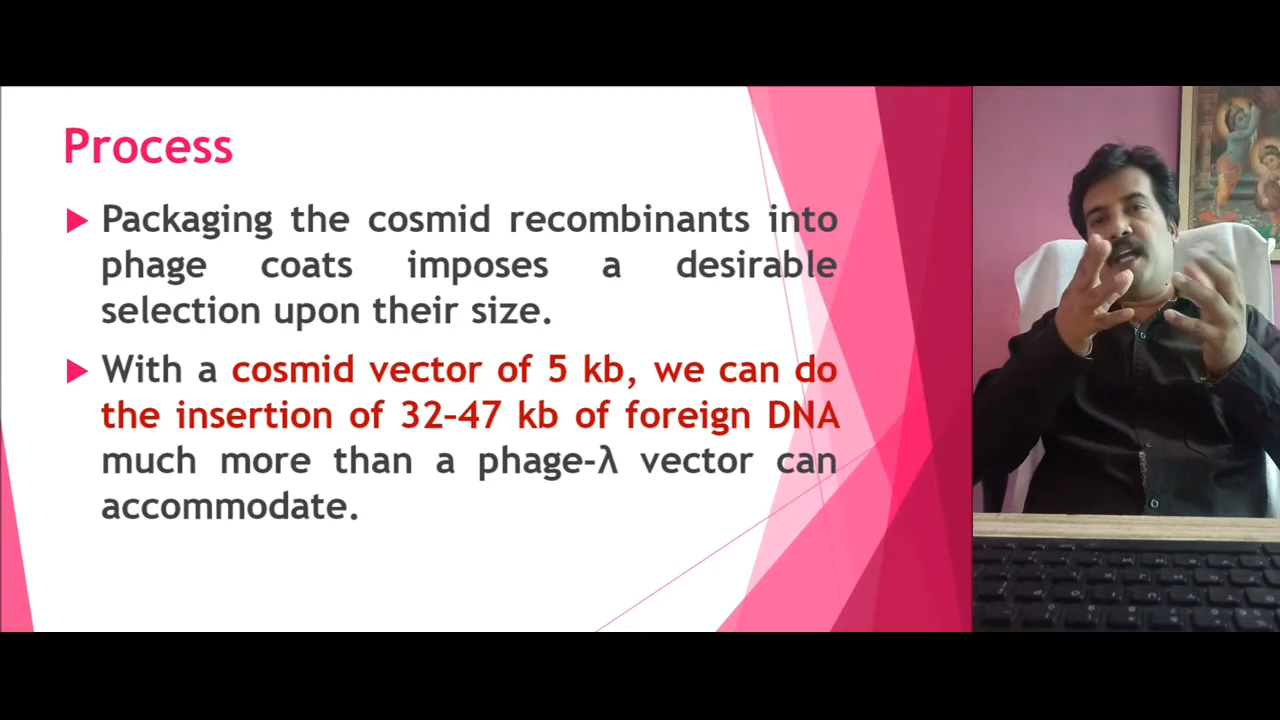 Process
Packaging the cosmid recombinants into
phage coats imposes a desirable
selection upon their size.
With a cosmid vector of 5 kb, we can do
the insertion of 32–47 kb of foreign DNA
much more than a phage-λ vector can
accommodate.